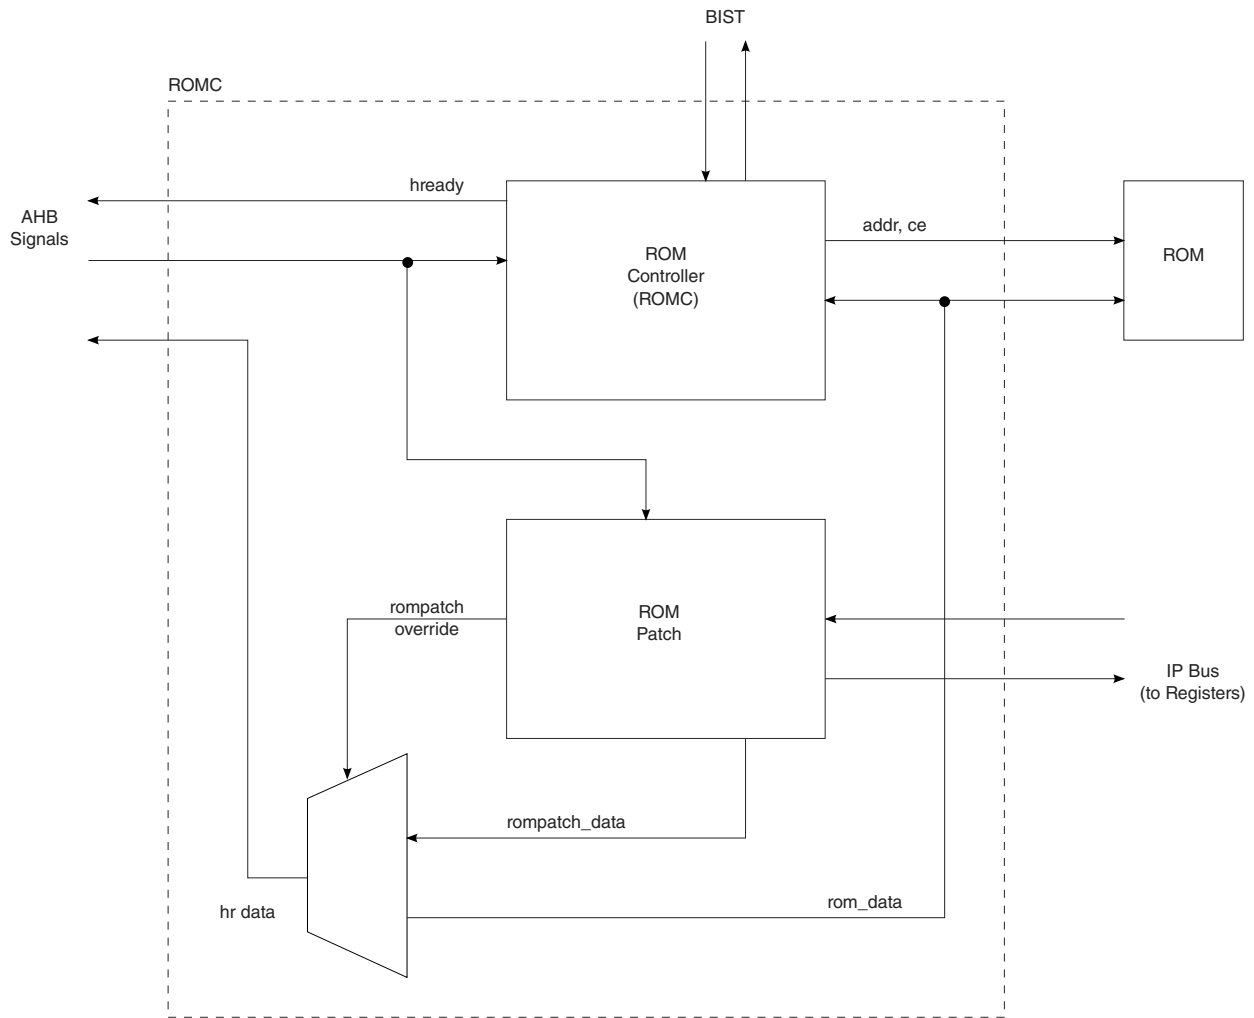 BIST
ROMC
hready
AHB
Signals
addr, ce
ROM
Controller
(ROMC)
ROM
rompatch
override
ROM
Patch
IP Bus
(to Registers)
rompatch_data
rom_data
hr data